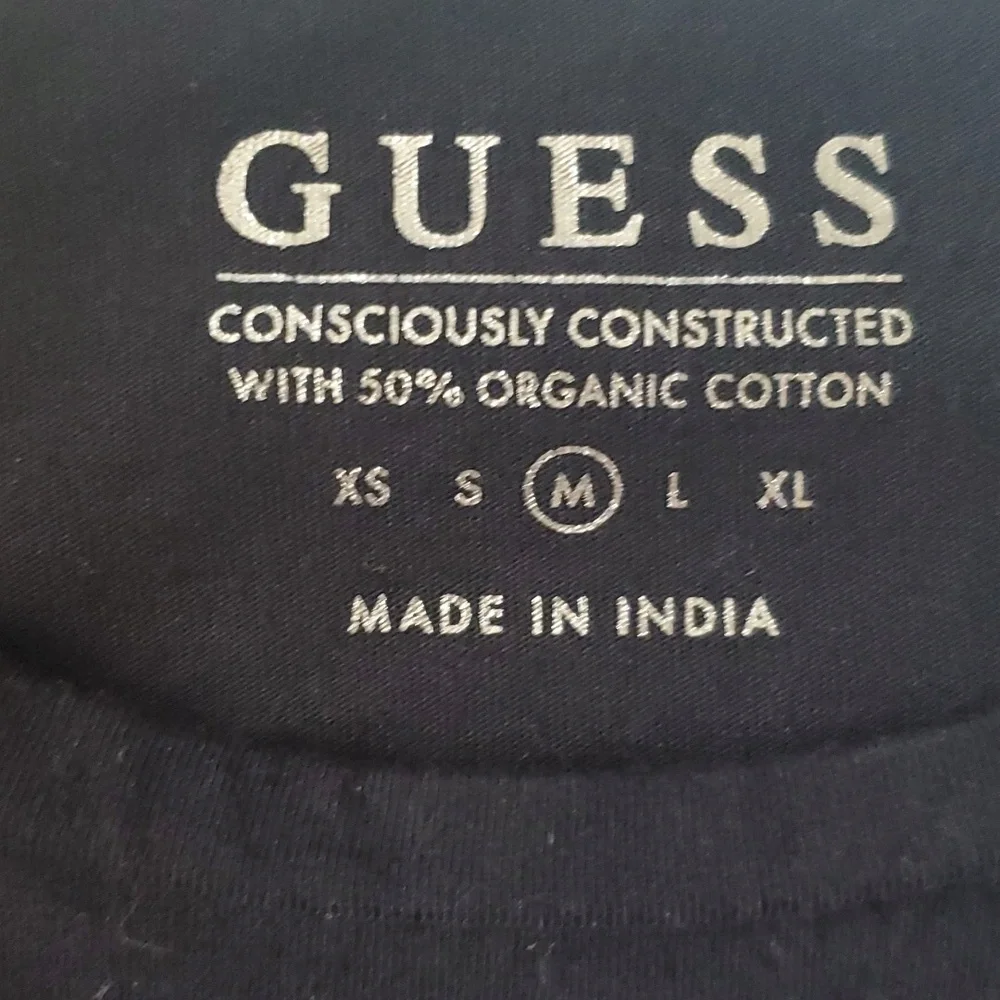 GUESS
CONSCIOUSLY CONSTRUCTED
WITH 50% ORGANIC COTTON
XS S M L XL
MADE IN INDIA